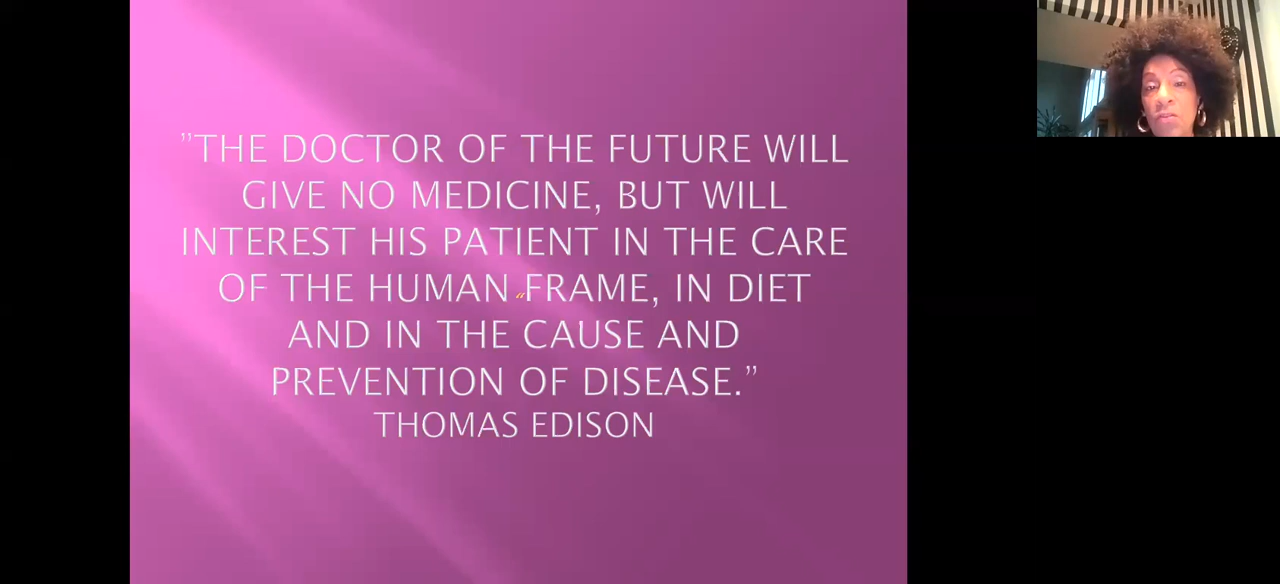 ”THE DOCTOR OF THE FUTURE WILL
GIVE NO MEDICINE, BUT WILL
INTEREST HIS PATIENT IN THE CARE
OF THE HUMAN “FRAME, IN DIET
AND IN THE CAUSE AND
PREVENTION OF DISEASE.”
THOMAS EDISON